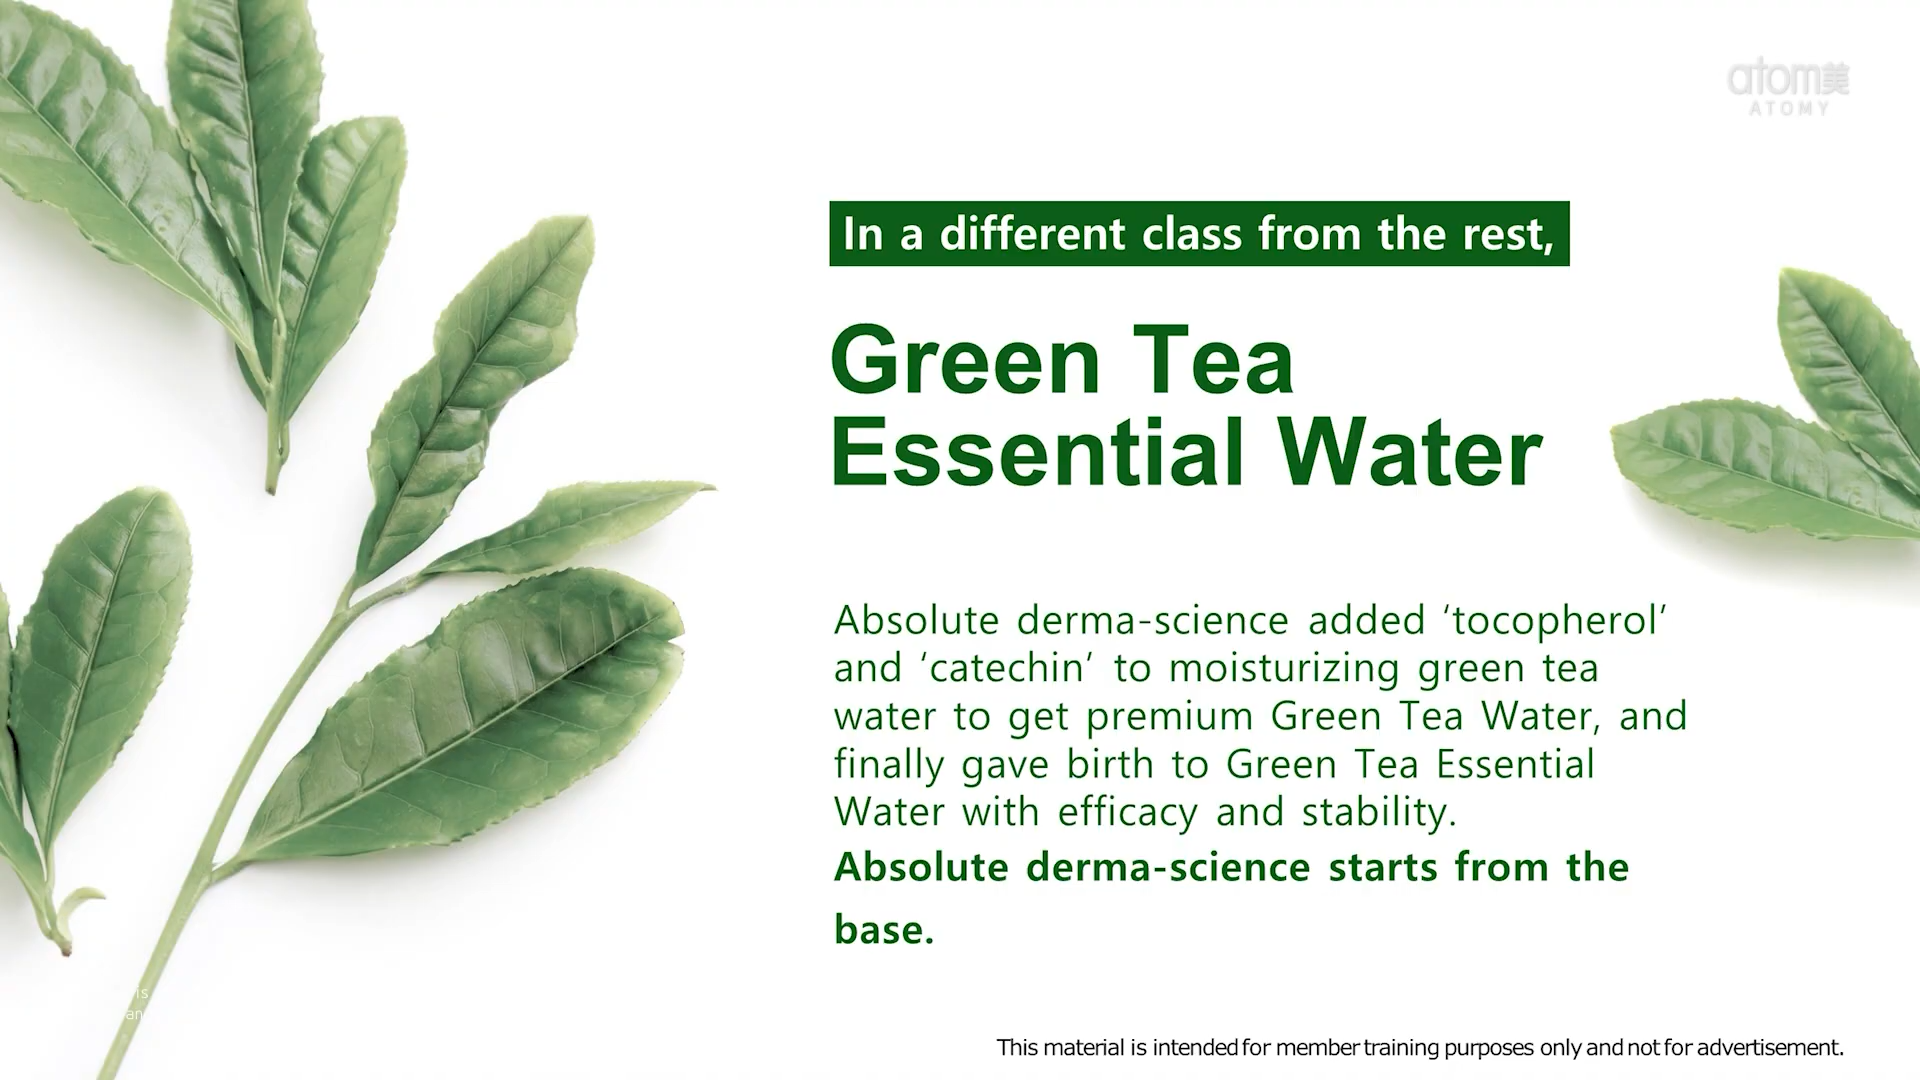 atom美
ATOMY
In a different class from the rest,
Green Tea
Essential Water
Absolute derma-science added ‘tocopherol’
and ‘catechin’ to moisturizing green tea
water to get premium Green Tea Water, and
finally gave birth to Green Tea Essential
Water with efficacy and stability.
Absolute derma-science starts from the
base.
is
This material is intended for member training purposes only and not for advertisement.